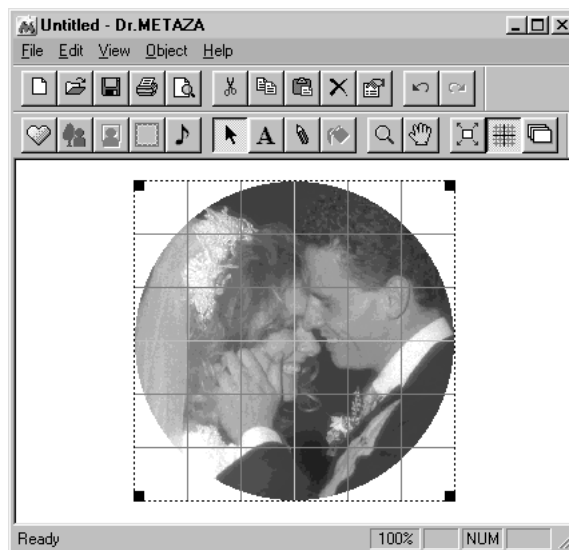 Untitled - Dr.METAZA
File Edit View Object Help
A
Ready 100% NUM